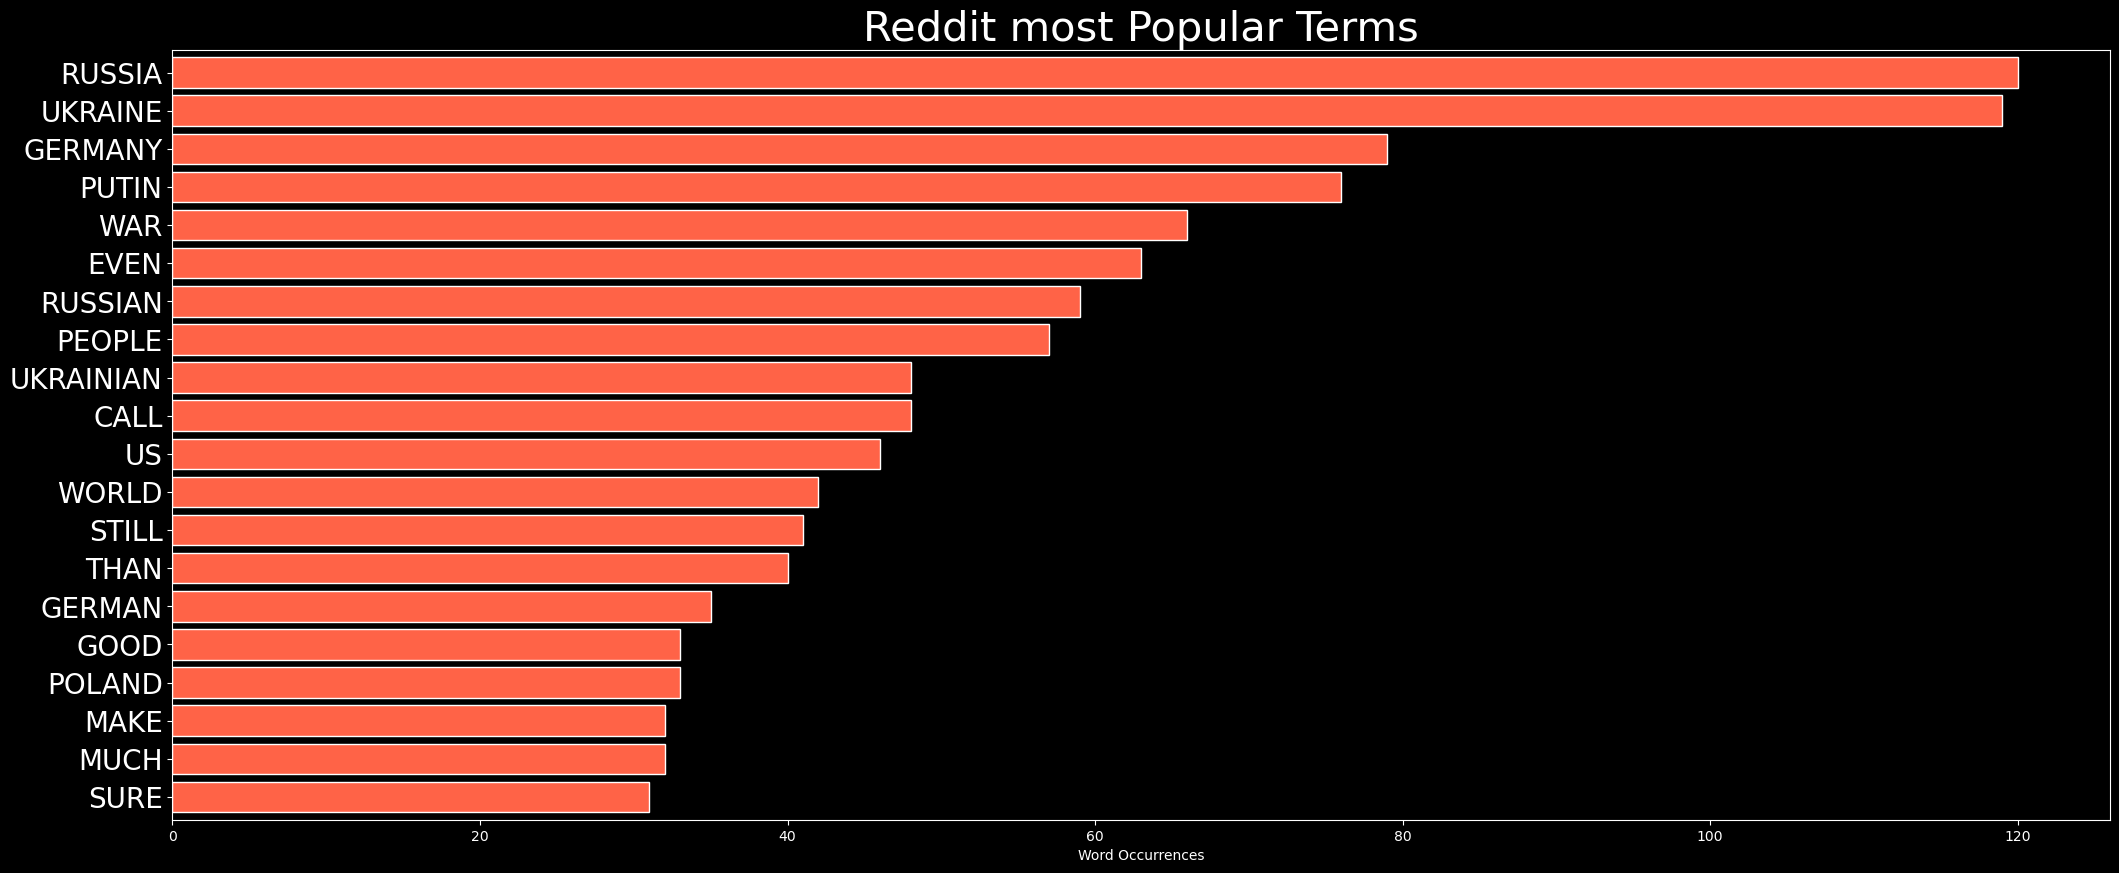 Reddit most Popular Terms
RUSSIA
UKRAINE
GERMANY
PUTIN
WAR
EVEN
RUSSIAN
PEOPLE
UKRAINIAN
CALL
US
WORLD
STILL
THAN
GERMAN
GOOD
POLAND
MAKE
MUCH
SURE
0 20 40 60 80 100 120
Word Occurrences